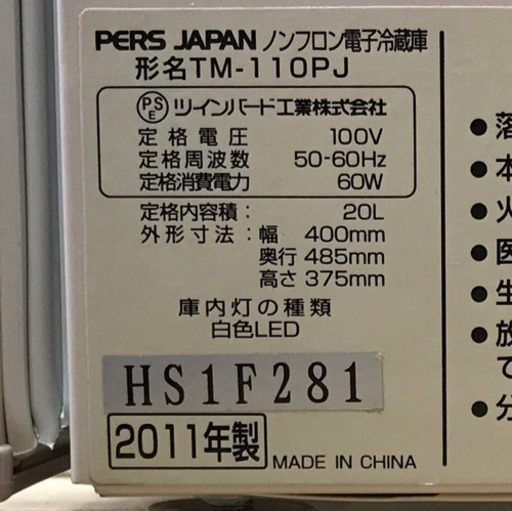 PERS JAPAN ノンフロン電子冷蔵庫
形名TM-110PJ
PSE ツインバード工業株式会社
定格電圧 100V
定格周波数 50-60Hz
定格消費電力 60W
定格内容積： 20L
外形寸法：幅 400mm
奥行 485mm
高さ 375mm
庫内灯の種類
白色LED
HS1F281
2011年製
MADE IN CHINA
●落
●本
●火
●医
●生
●放
て
●分